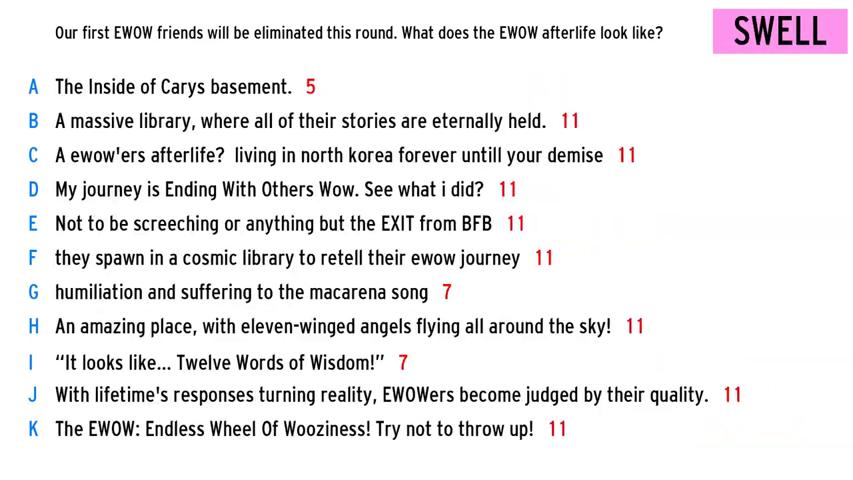 Our first EWOW friends will be eliminated this round. What does the EWOW afterlife look like?
SWELL
A The Inside of Carys basement. 5
B A massive library, where all of their stories are eternally held. 11
C A ewow'ers afterlife? living in north korea forever untill your demise 11
D My journey is Ending With Others Wow. See what i did? 11
E Not to be screeching or anything but the EXIT from BFB 11
F they spawn in a cosmic library to retell their ewow journey 11
G humiliation and suffering to the macarena song 7
H An amazing place, with eleven-winged angels flying all around the sky! 11
I “It looks like... Twelve Words of Wisdom!” 7
J With lifetime's responses turning reality, EWOWers become judged by their quality. 11
K The EWOW: Endless Wheel Of Wooziness! Try not to throw up! 11